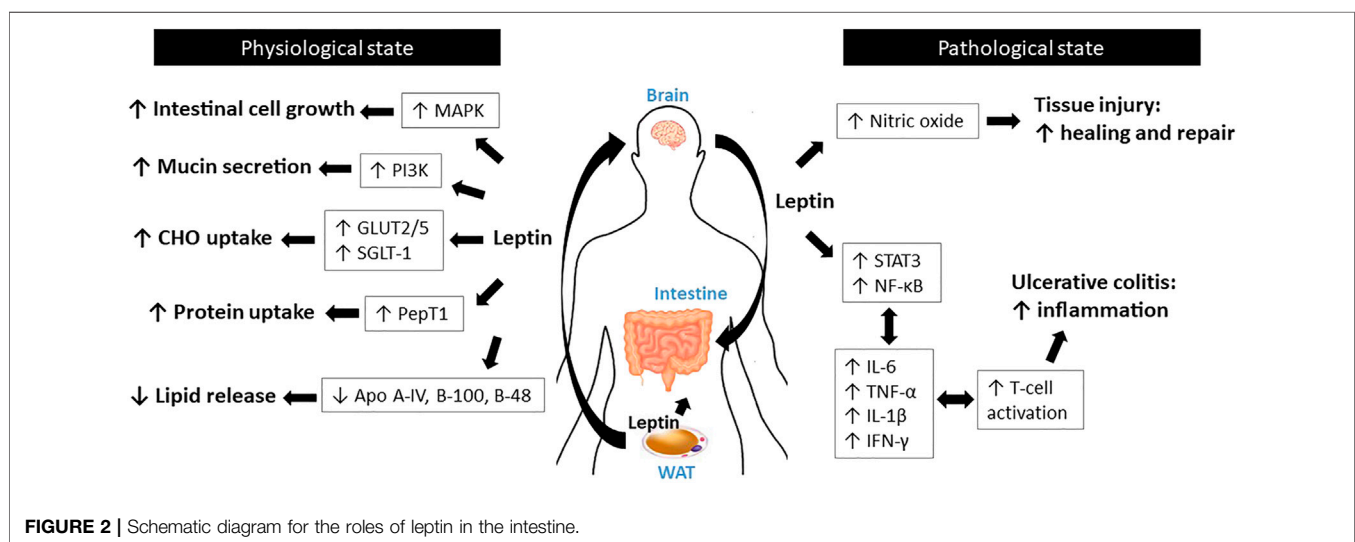 Physiological state
↑ Intestinal cell growth
↑ MAPK
↑ Mucin secretion
↑ PI3K
↑ CHO uptake
↑ GLUT2/5
↑ SGLT-1
Leptin
↑ Protein uptake
↑ PepT1
↓ Lipid release
↓ Apo A-IV, B-100, B-48
Brain
Intestine
Leptin
WAT
Pathological state
↑ Nitric oxide
Tissue injury:
↑ healing and repair
Leptin
↑ STAT3
↑ NF-κB
↑ IL-6
↑ TNF-α
↑ IL-1β
↑ IFN-γ
↑ T-cell
activation
Ulcerative colitis:
↑ inflammation
FIGURE 2 | Schematic diagram for the roles of leptin in the intestine.